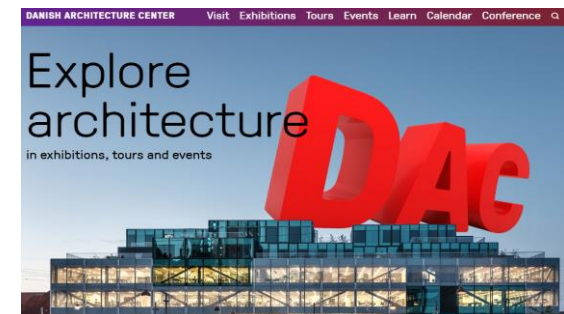 DANISH ARCHITECTURE CENTER Visit Exhibitions Tours Events Learn Calendar Conference
Explore
architecture
in exhibitions, tours and events
DAC